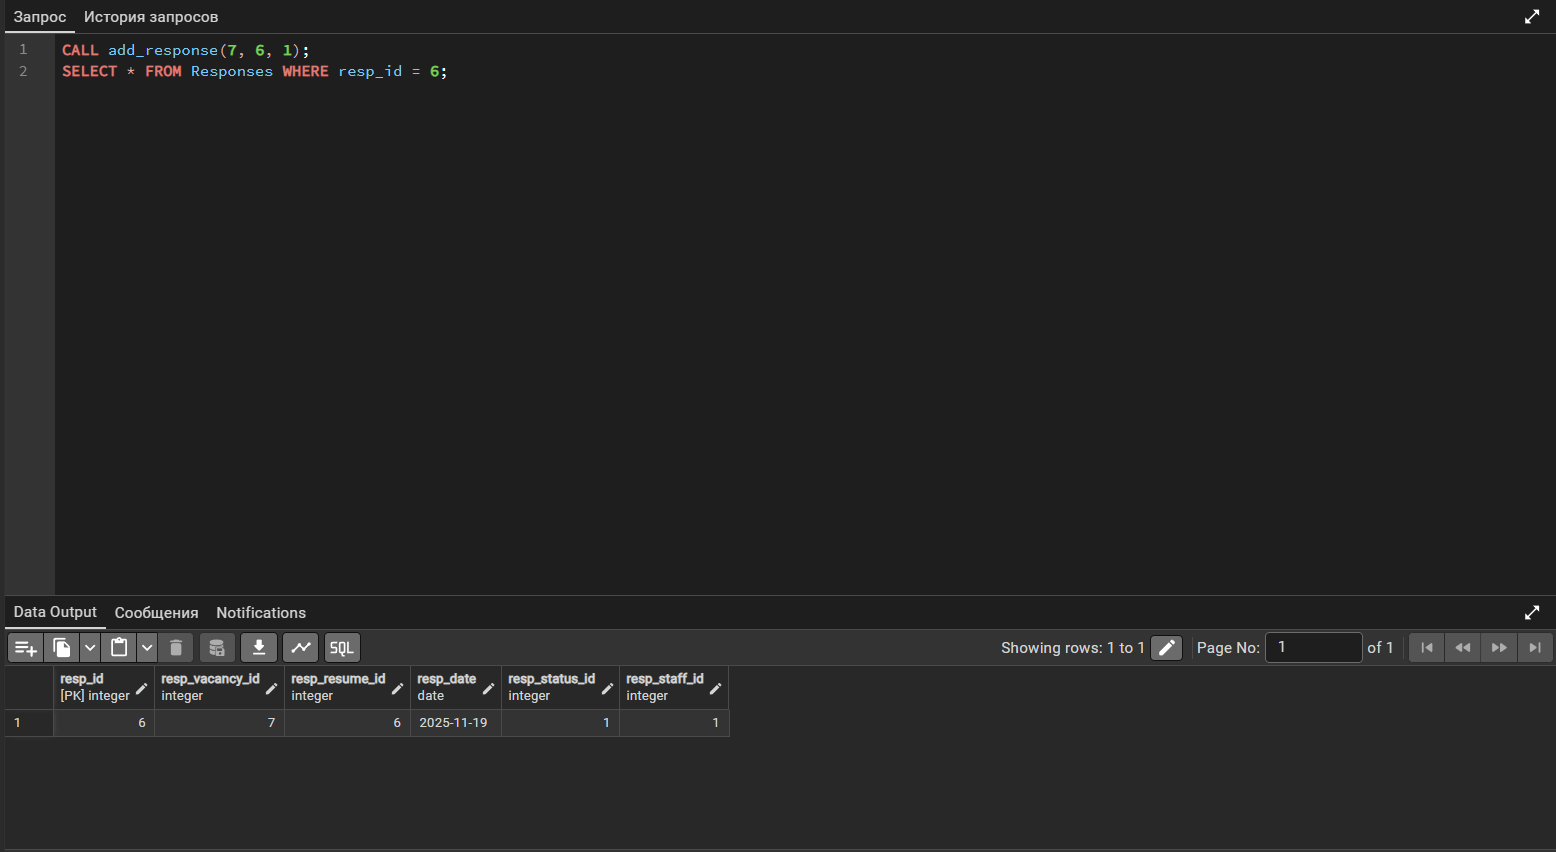 Запрос История запросов
1 CALL add_response(7, 6, 1);
2 SELECT * FROM Responses WHERE resp_id = 6;
Data Output Сообщения Notifications
SQL Showing rows: 1 to 1 Page No: 1 of 1
resp_id resp_vacancy_id resp_resume_id resp_date resp_status_id resp_staff_id
[PK] integer integer integer date integer integer
1 6 7 6 2025-11-19 1 1